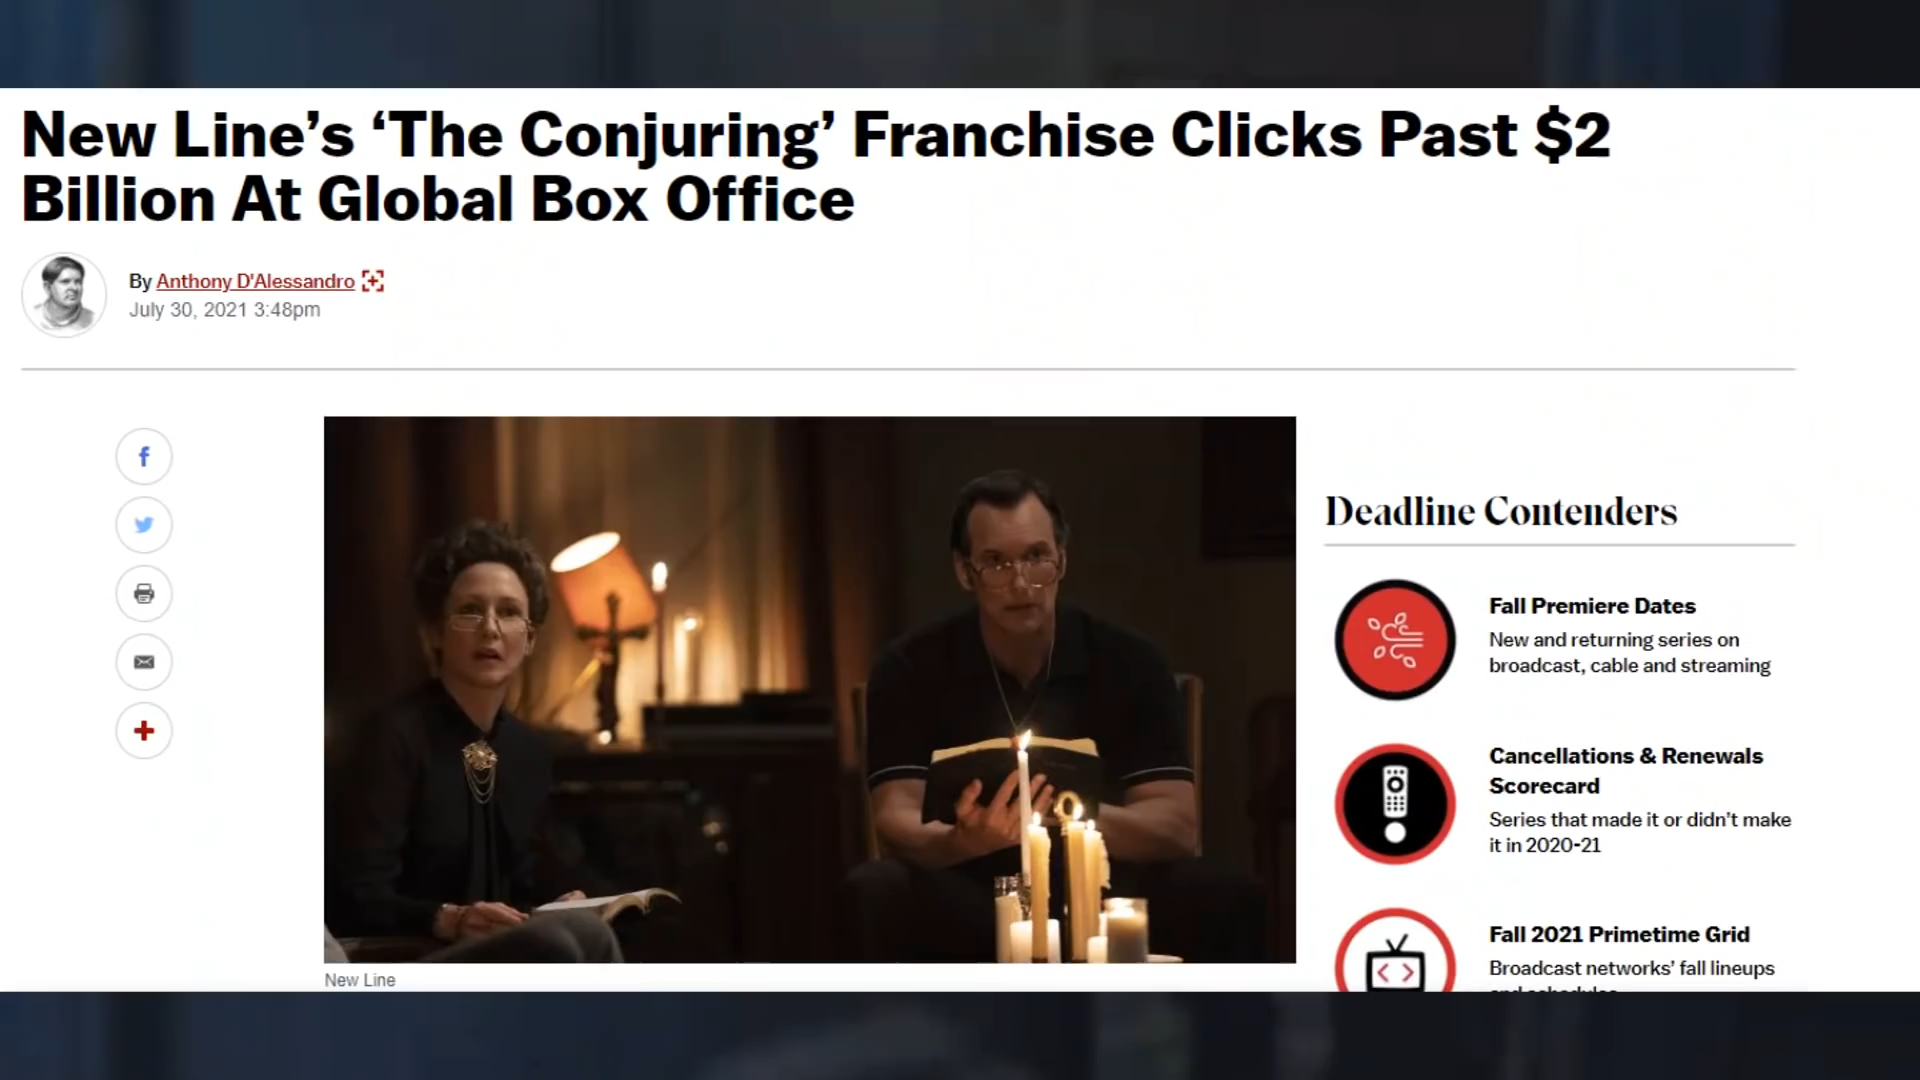 New Line’s ‘The Conjuring’ Franchise Clicks Past $2
Billion At Global Box Office
By Anthony D'Alessandro
July 30, 2021 3:48pm
Deadline Contenders
Fall Premiere Dates
New and returning series on
broadcast, cable and streaming
Cancellations & Renewals
Scorecard
Series that made it or didn’t make
it in 2020-21
Fall 2021 Primetime Grid
Broadcast networks’ fall lineups
New Line